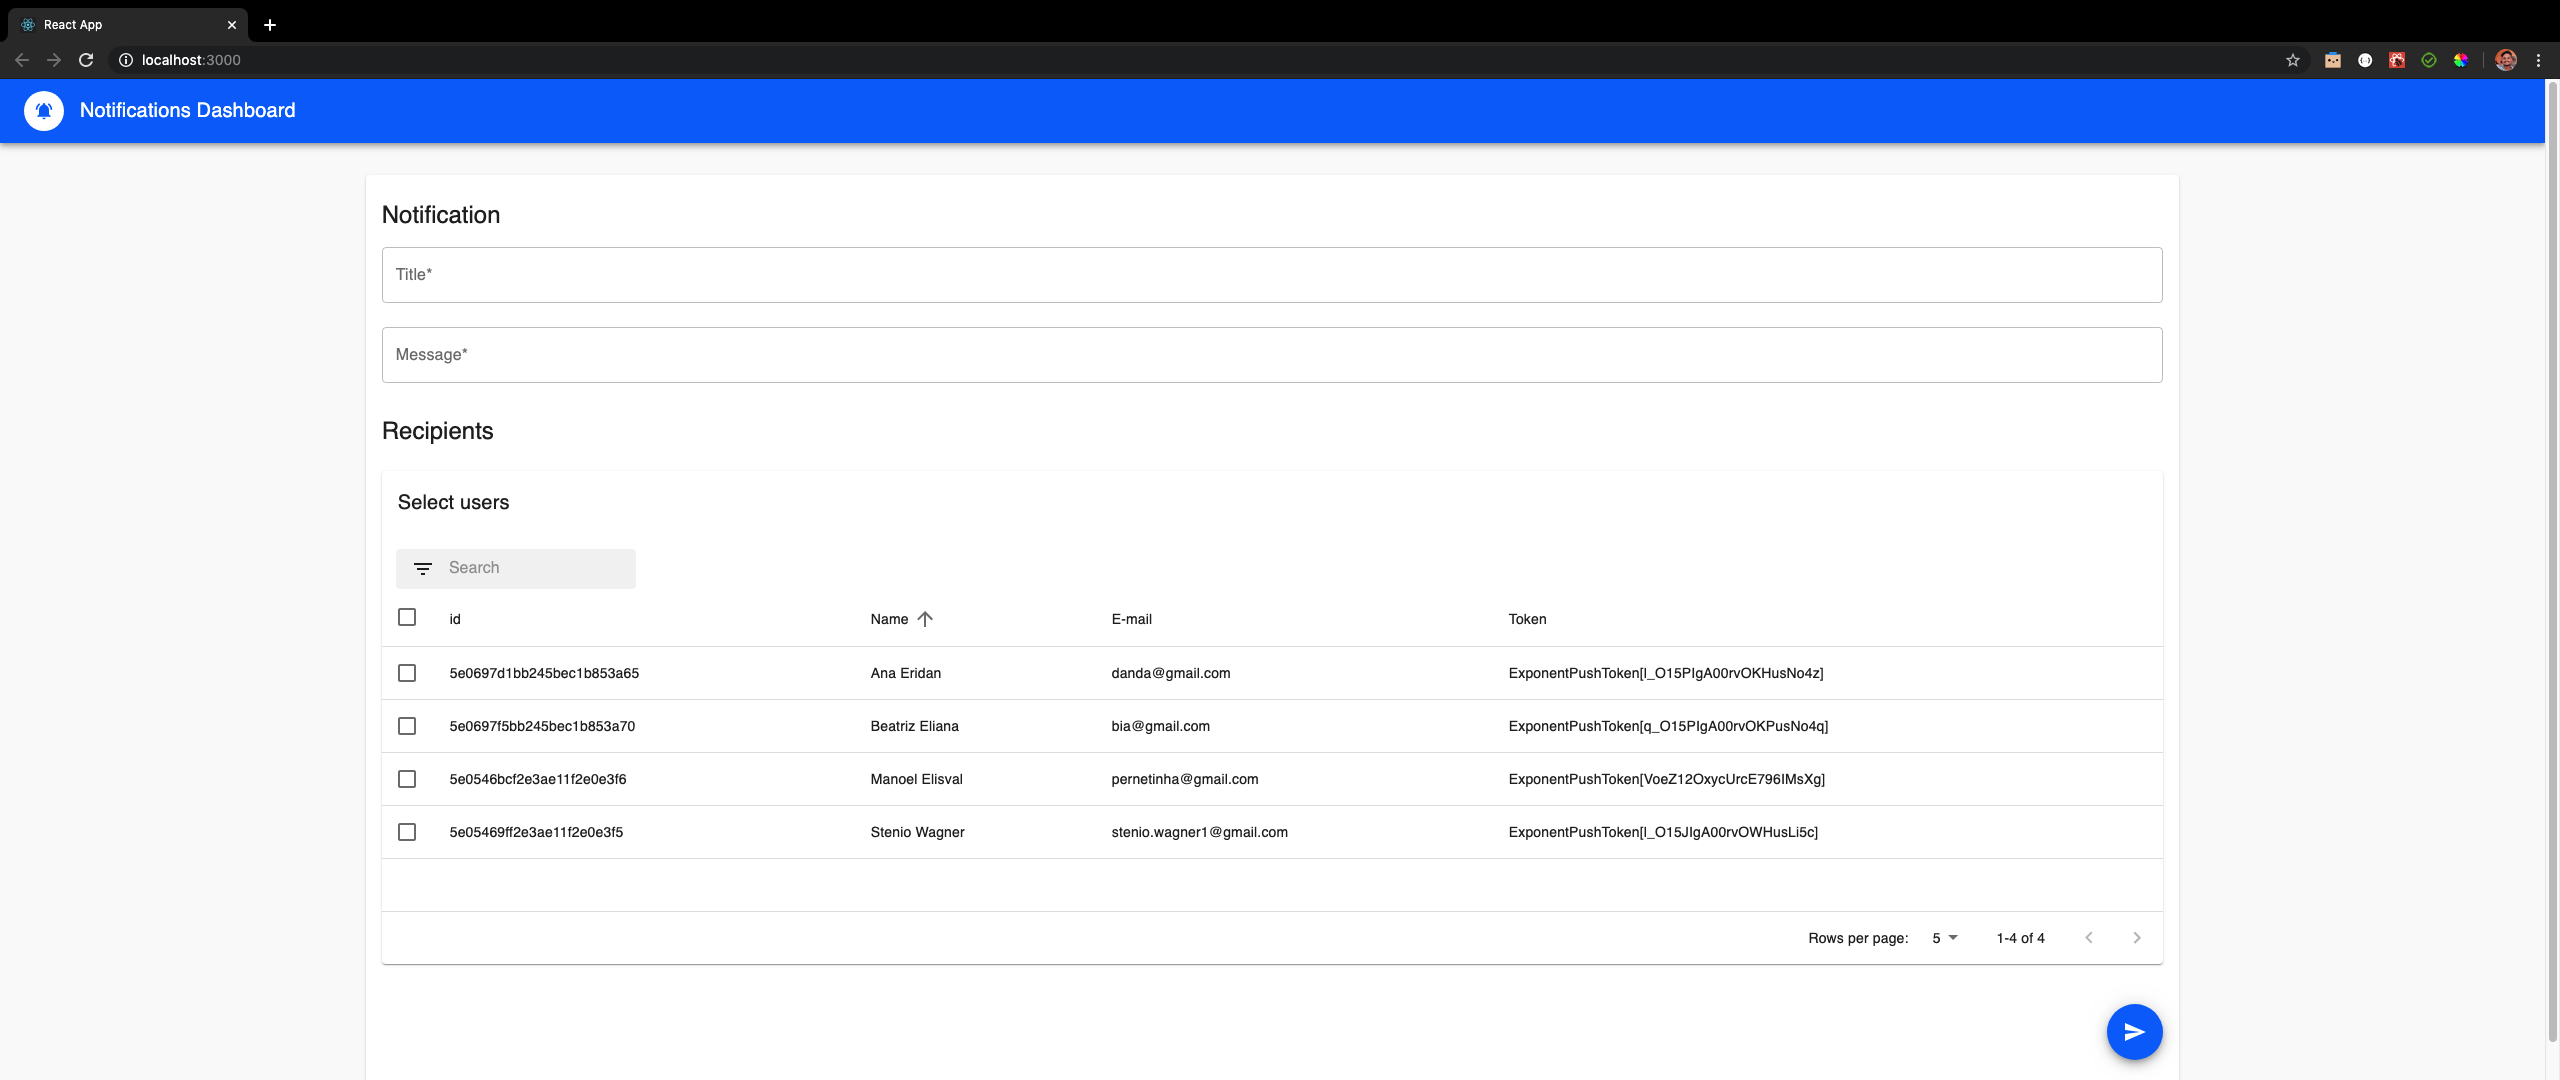 React App
localhost:3000
Notifications Dashboard
Notification
Title*
Message*
Recipients
Select users
Search
id Name E-mail Token
5e0697d1bb245bec1b853a65 Ana Eridan danda@gmail.com ExponentPushToken[l_O15PIgA00rvOKHusNo4z]
5e0697f5bb245bec1b853a70 Beatriz Eliana bia@gmail.com ExponentPushToken[q_O15PIgA00rvOKPusNo4q]
5e0546bcf2e3ae11f2e0e3f6 Manoel Elisval pernetinha@gmail.com ExponentPushToken[VoeZ12OxycUrcE796IMsXg]
5e05469ff2e3ae11f2e0e3f5 Stenio Wagner stenio.wagner1@gmail.com ExponentPushToken[l_O15JIgA00rvOWHusLi5c]
Rows per page: 5 1-4 of 4